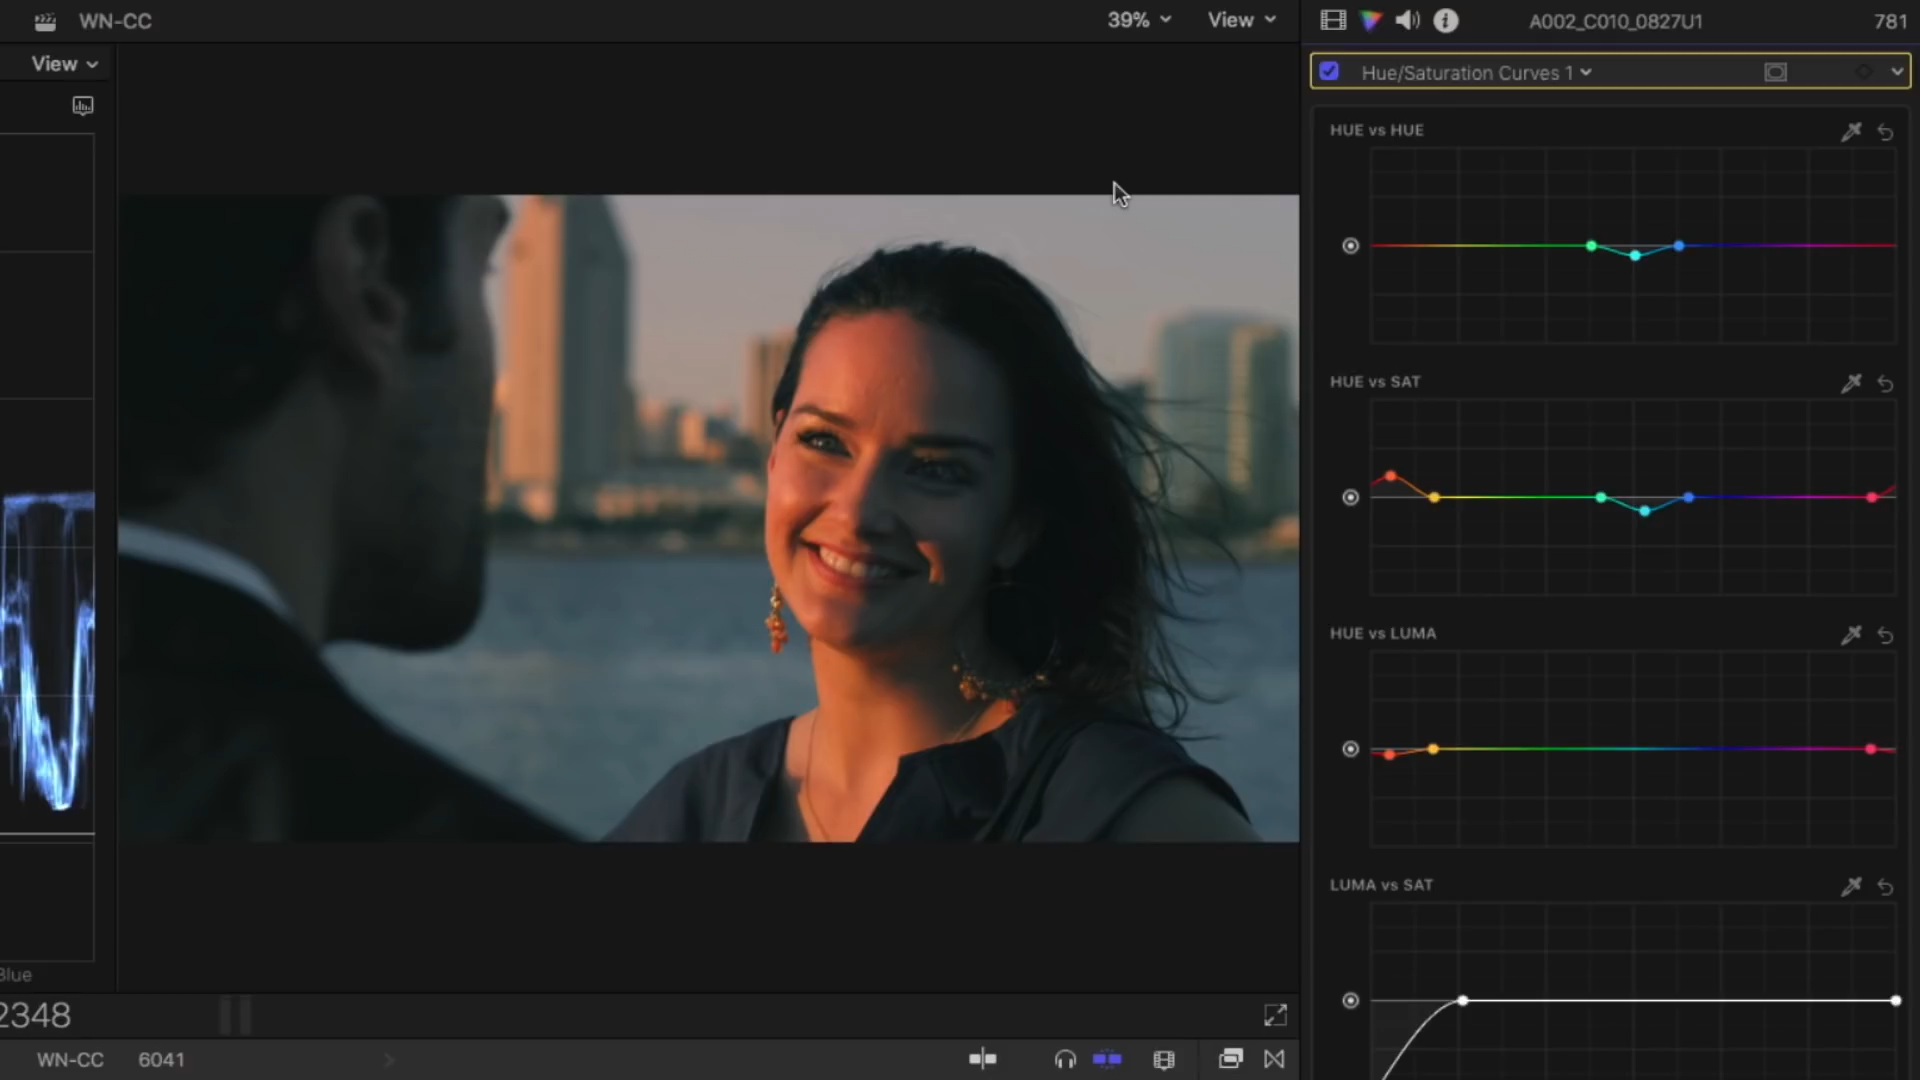 WN-CC
39%
View
A002_C010_0827U1
781
View
Hue/Saturation Curves 1
HUE vs HUE
HUE vs SAT
HUE vs LUMA
LUMA vs SAT
Blue
2348
WN-CC
6041